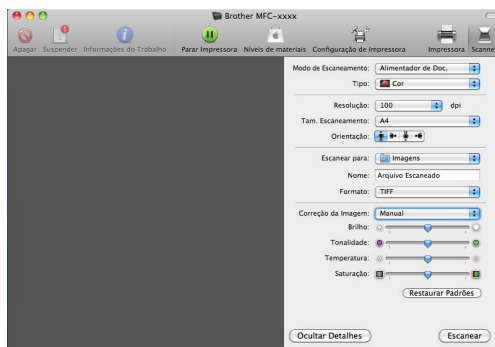 Brother MFC-xxxx
Apagar Suspender Informações do Trabalho Parar Impressora Níveis de materiais Configuração de Impressora Impressora Scanner
Modo de Escaneamento: Alimentador de Doc.
Tipo: Cor
Resolução: 100 dpi
Tam. Escaneamento: A4
Orientação:
Escanear para: Imagens
Nome: Arquivo Escaneado
Formato: TIFF
Correção da Imagem: Manual
Brilho:
Tonalidade:
Temperatura:
Saturação:
Restaurar Padrões
Ocultar Detalhes Escanear